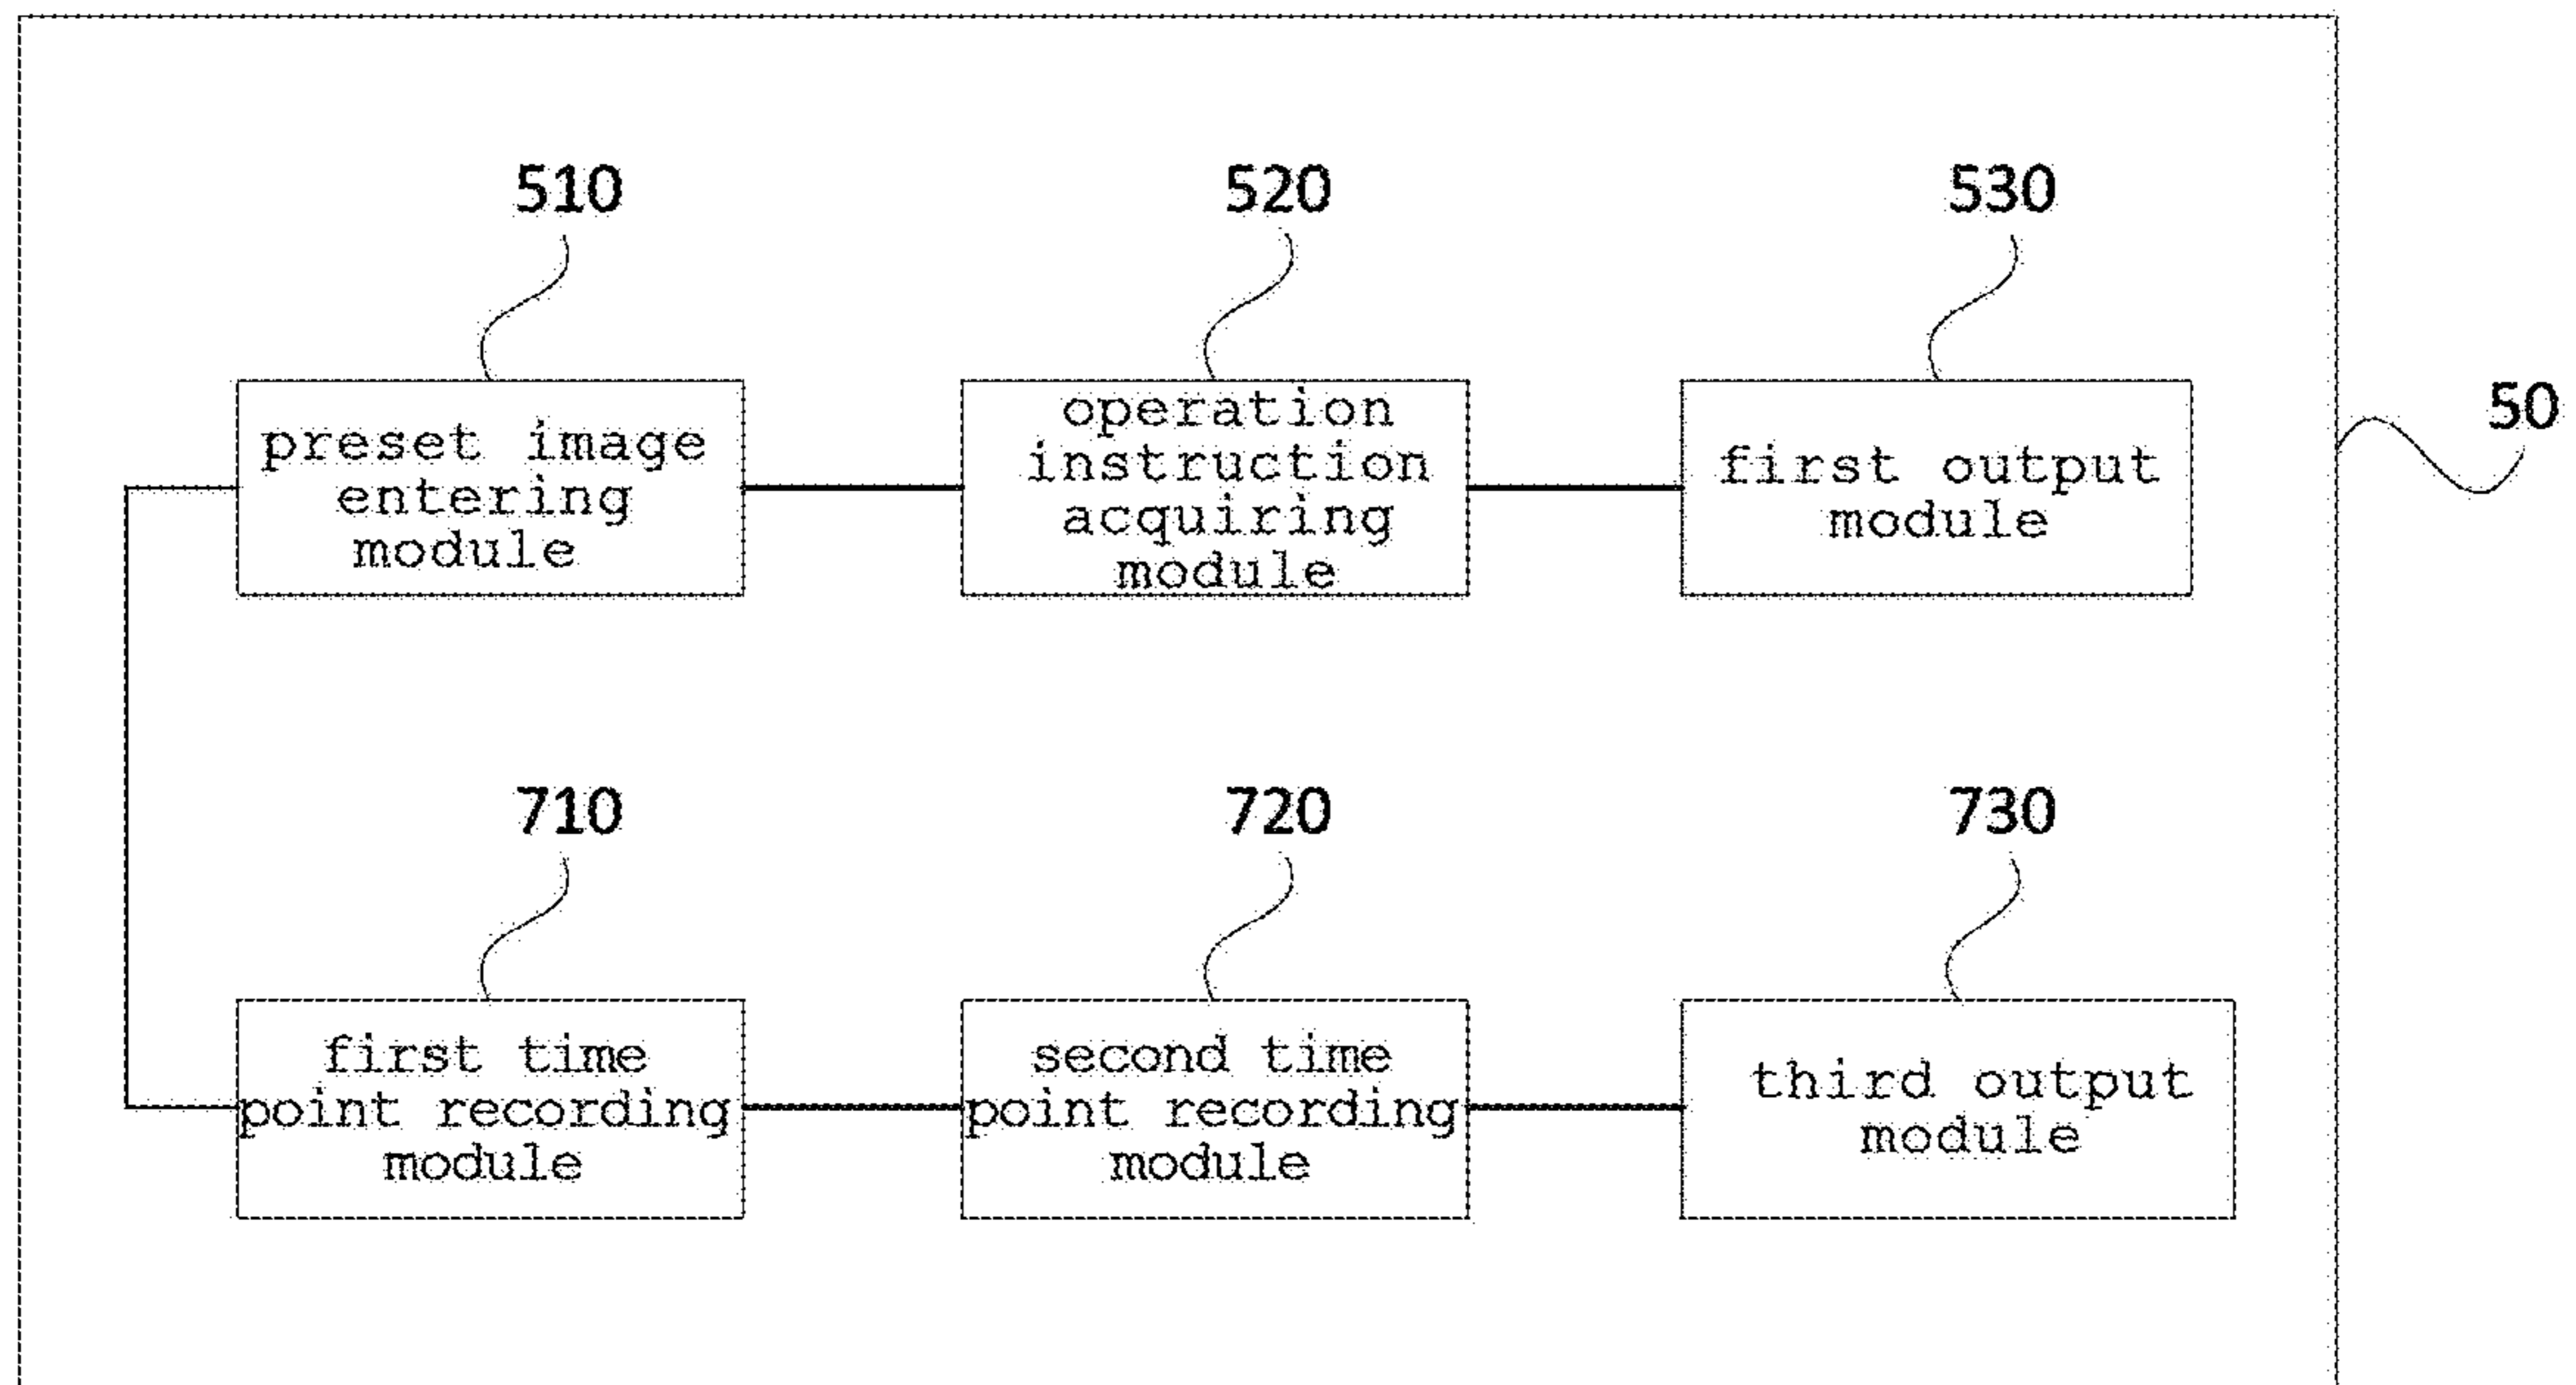 510
520
530
preset image
entering
module
operation
instruction
acquiring
module
first output
module
50
710
720
730
first time
point recording
module
second time
point recording
module
third output
module